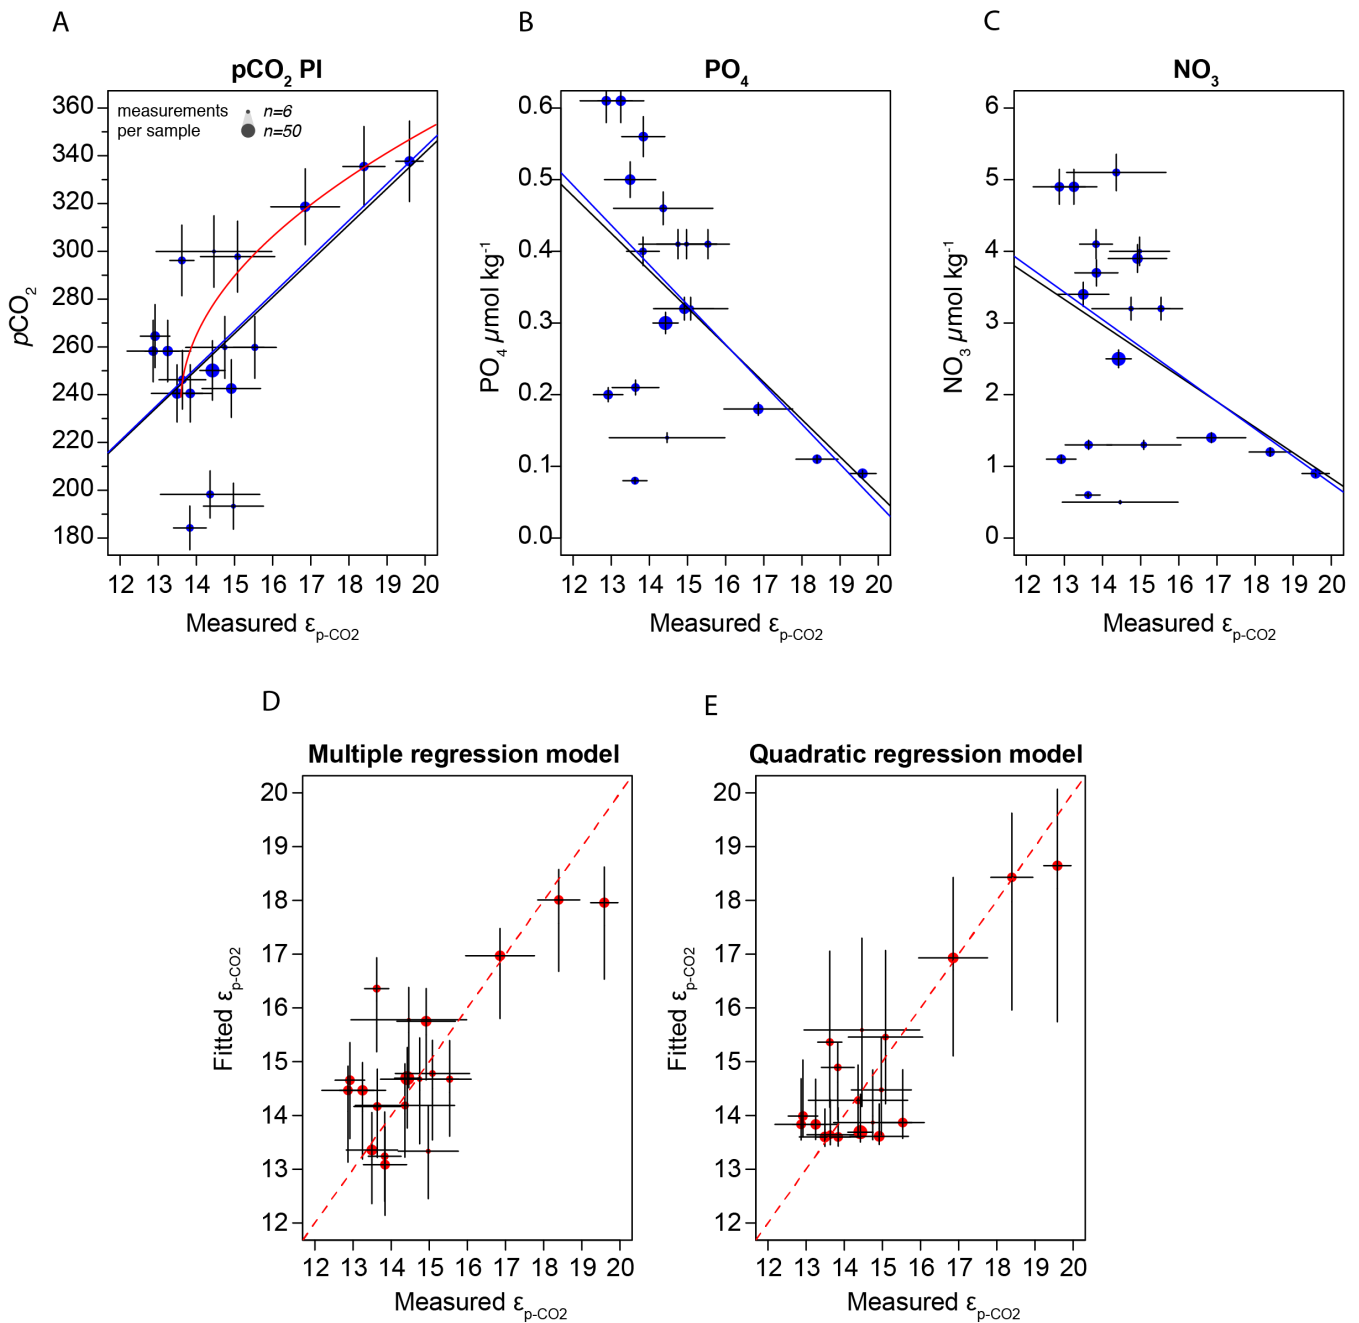 A
pCO2 PI
measurements n=6
per sample n=50
360
340
320
300
280
260
240
220
200
180
pCO2
12 13 14 15 16 17 18 19 20
Measured εp-CO2
B
PO4
0.6
0.5
0.4
0.3
0.2
0.1
0.0
PO4 μmol kg-1
12 13 14 15 16 17 18 19 20
Measured εp-CO2
C
NO3
6
5
4
3
2
1
0
NO3 μmol kg-1
12 13 14 15 16 17 18 19 20
Measured εp-CO2
D
Multiple regression model
20
19
18
17
16
15
14
13
12
Fitted εp-CO2
12 13 14 15 16 17 18 19 20
Measured εp-CO2
E
Quadratic regression model
20
19
18
17
16
15
14
13
12
Fitted εp-CO2
12 13 14 15 16 17 18 19 20
Measured εp-CO2